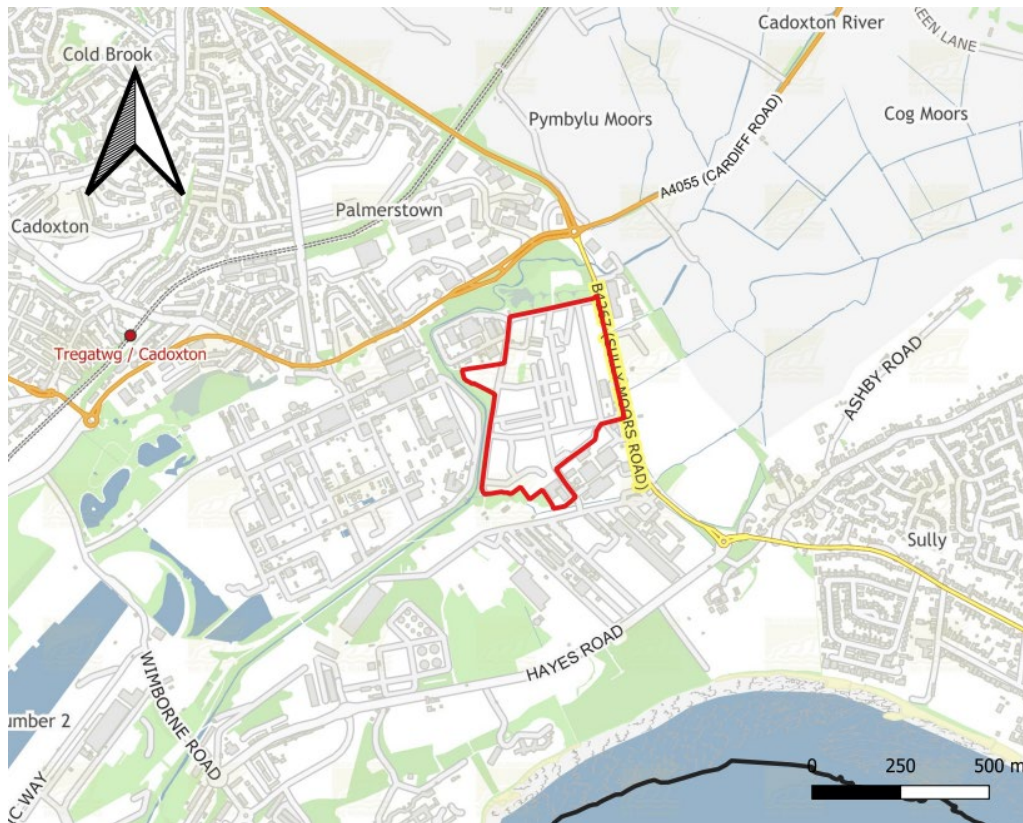 Cadoxton River
GREEN LANE
Cold Brook
Pymbylu Moors
Cog Moors
A4055 (CARDIFF ROAD)
Palmerstown
Cadoxton
B4267 (SULLY MOORS ROAD)
Tregatwg / Cadoxton
ASHBY ROAD
Sully
HAYES ROAD
WIMBORNE ROAD
umber 2
C WAY
0 250 500 m